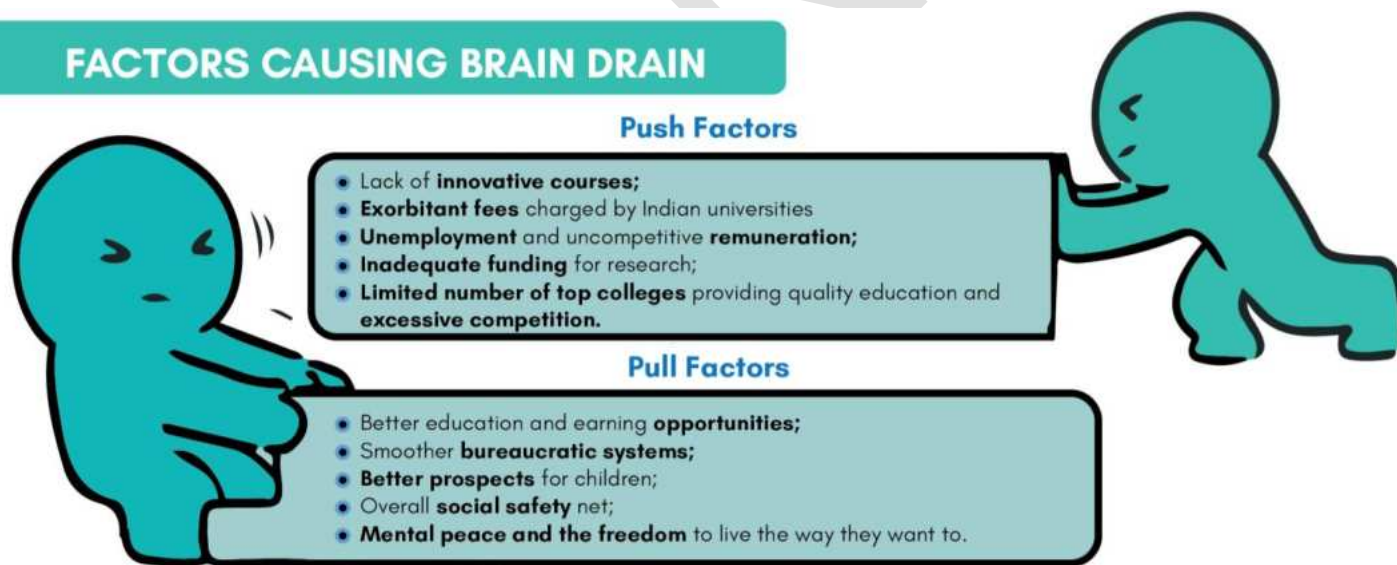 FACTORS CAUSING BRAIN DRAIN
Push Factors
Lack of innovative courses;
Exorbitant fees charged by Indian universities
Unemployment and uncompetitive remuneration;
Inadequate funding for research;
Limited number of top colleges providing quality education and
excessive competition.
Pull Factors
Better education and earning opportunities;
Smoother bureaucratic systems;
Better prospects for children;
Overall social safety net;
Mental peace and the freedom to live the way they want to.